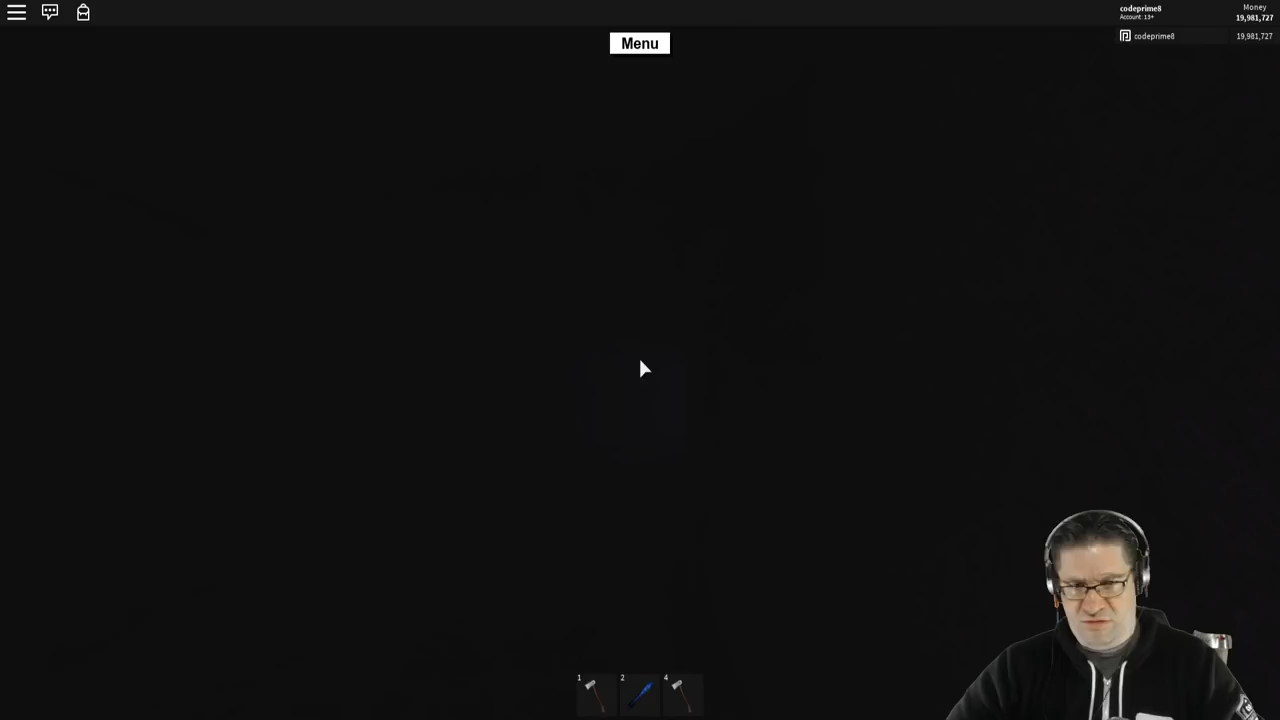 codeprime8
Account: 13+
Money
19,981,727
codeprime8
19,981,727
Menu
1
2
4